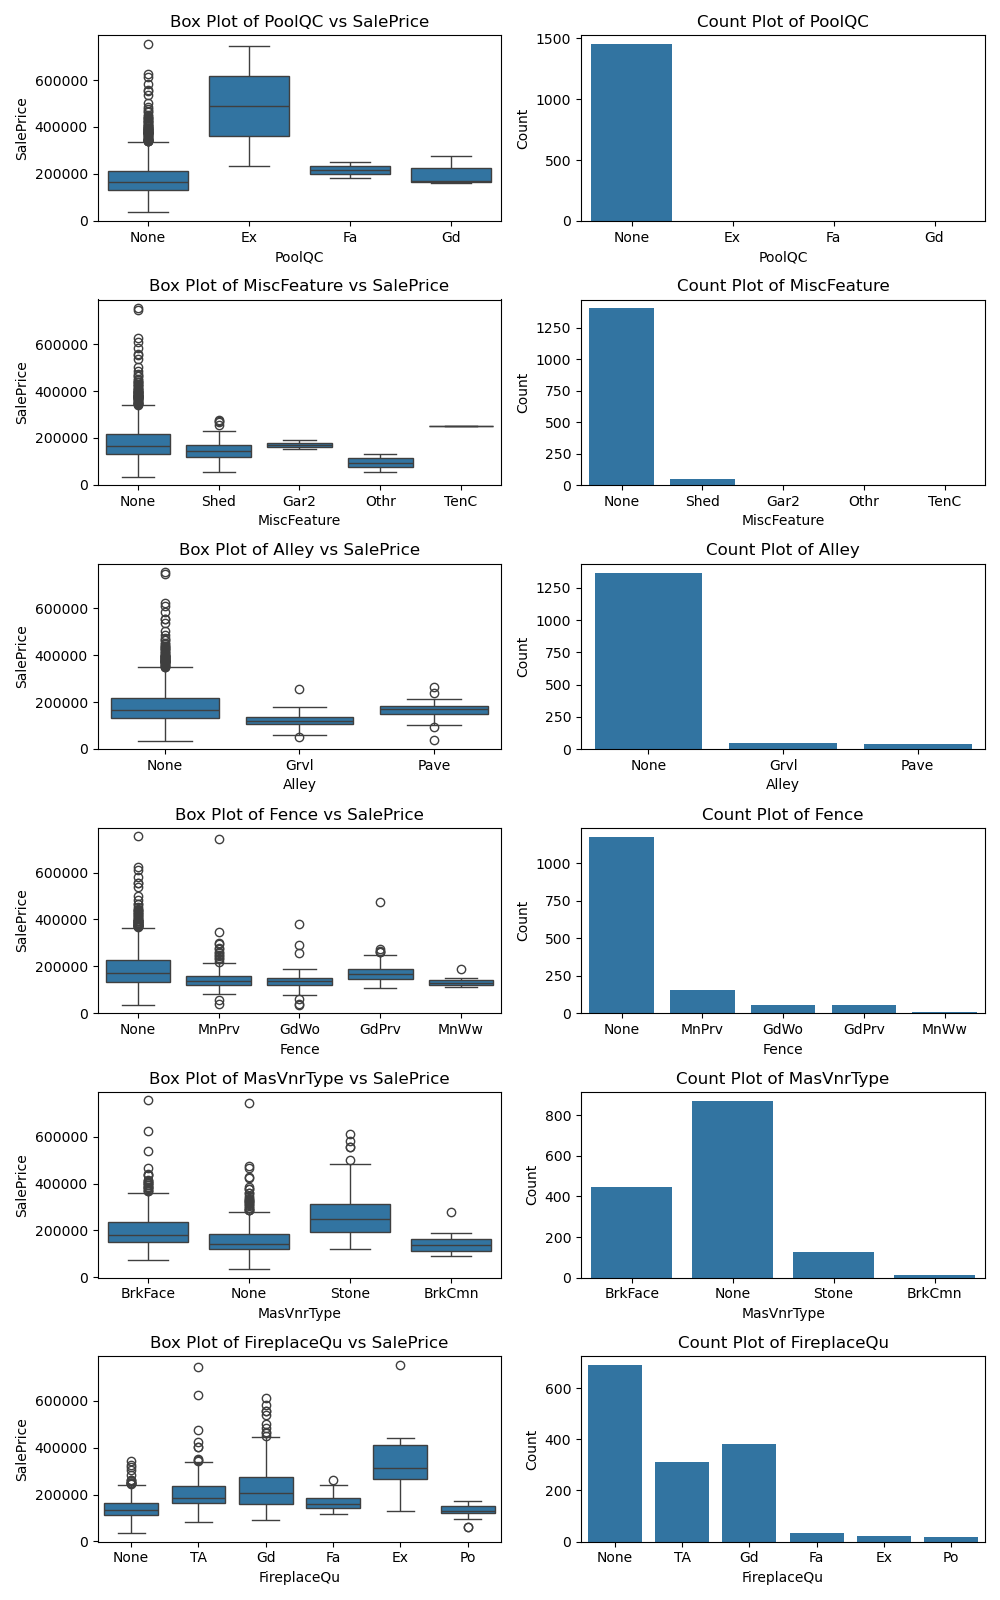 Box Plot of PoolQC vs SalePrice
SalePrice
600000
400000
200000
0
None Ex Fa Gd
PoolQC
Count Plot of PoolQC
Count
1500
1000
500
0
None Ex Fa Gd
PoolQC
Box Plot of MiscFeature vs SalePrice
SalePrice
600000
400000
200000
0
None Shed Gar2 Othr TenC
MiscFeature
Count Plot of MiscFeature
Count
1250
1000
750
500
250
0
None Shed Gar2 Othr TenC
MiscFeature
Box Plot of Alley vs SalePrice
SalePrice
600000
400000
200000
0
None Grvl Pave
Alley
Count Plot of Alley
Count
1250
1000
750
500
250
0
None Grvl Pave
Alley
Box Plot of Fence vs SalePrice
SalePrice
600000
400000
200000
0
None MnPrv GdWo GdPrv MnWw
Fence
Count Plot of Fence
Count
1000
750
500
250
0
None MnPrv GdWo GdPrv MnWw
Fence
Box Plot of MasVnrType vs SalePrice
SalePrice
600000
400000
200000
0
BrkFace None Stone BrkCmn
MasVnrType
Count Plot of MasVnrType
Count
800
600
400
200
0
BrkFace None Stone BrkCmn
MasVnrType
Box Plot of FireplaceQu vs SalePrice
SalePrice
600000
400000
200000
0
None TA Gd Fa Ex Po
FireplaceQu
Count Plot of FireplaceQu
Count
600
400
200
0
None TA Gd Fa Ex Po
FireplaceQu